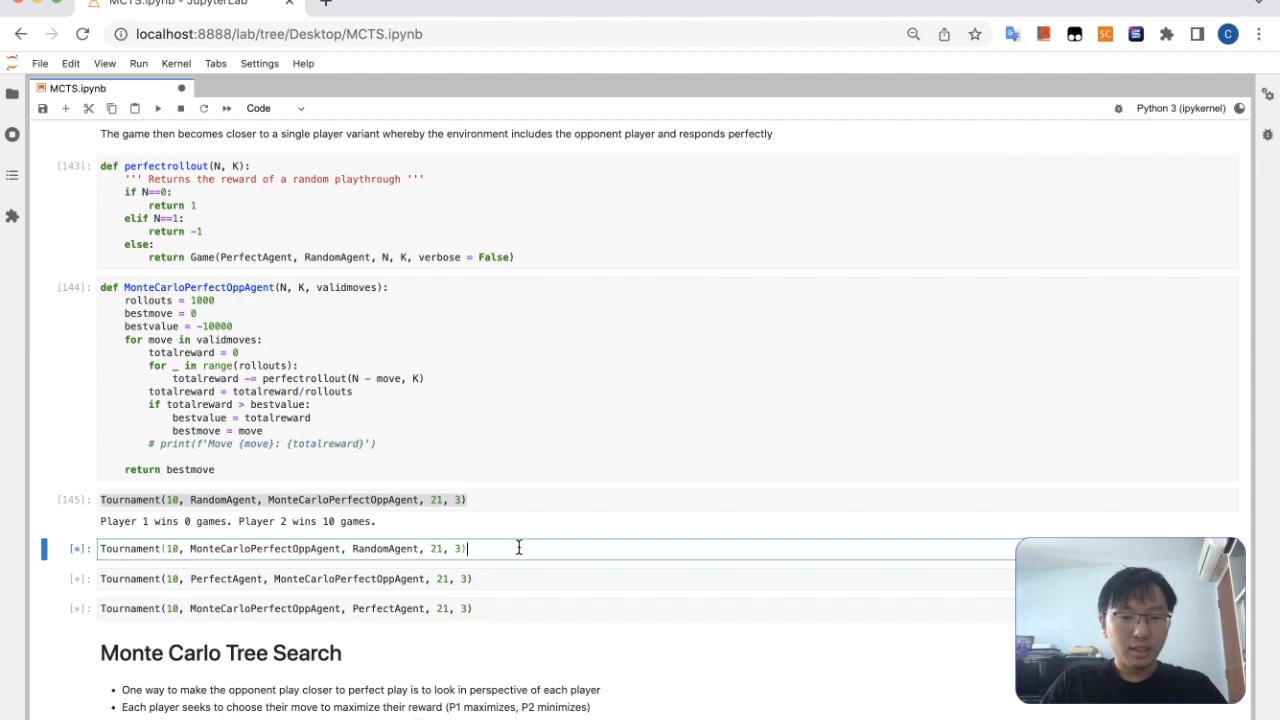 MCTS.ipynb - JupyterLab
localhost:8888/lab/tree/Desktop/MCTS.ipynb
SC
C
File Edit View Run Kernel Tabs Settings Help
MCTS.ipynb
Code
Python 3 (ipykernel)
The game then becomes closer to a single player variant whereby the environment includes the opponent player and responds perfectly
[143]: def perfectrollout(N, K):
''' Returns the reward of a random playthrough '''
if N==0:
return 1
elif N==1:
return -1
else:
return Game(PerfectAgent, RandomAgent, N, K, verbose = False)
[144]: def MonteCarloPerfectOppAgent(N, K, validmoves):
rollouts = 1000
bestmove = 0
bestvalue = -10000
for move in validmoves:
totalreward = 0
for _ in range(rollouts):
totalreward -= perfectrollout(N - move, K)
totalreward = totalreward/rollouts
if totalreward > bestvalue:
bestvalue = totalreward
bestmove = move
# print(f'Move {move}: {totalreward}')
return bestmove
[145]: Tournament(10, RandomAgent, MonteCarloPerfectOppAgent, 21, 3)
Player 1 wins 0 games. Player 2 wins 10 games.
[*]: Tournament(10, MonteCarloPerfectOppAgent, RandomAgent, 21, 3)
[*]: Tournament(10, PerfectAgent, MonteCarloPerfectOppAgent, 21, 3)
[*]: Tournament(10, MonteCarloPerfectOppAgent, PerfectAgent, 21, 3)
Monte Carlo Tree Search
• One way to make the opponent play closer to perfect play is to look in perspective of each player
• Each player seeks to choose their move to maximize their reward (P1 maximizes, P2 minimizes)